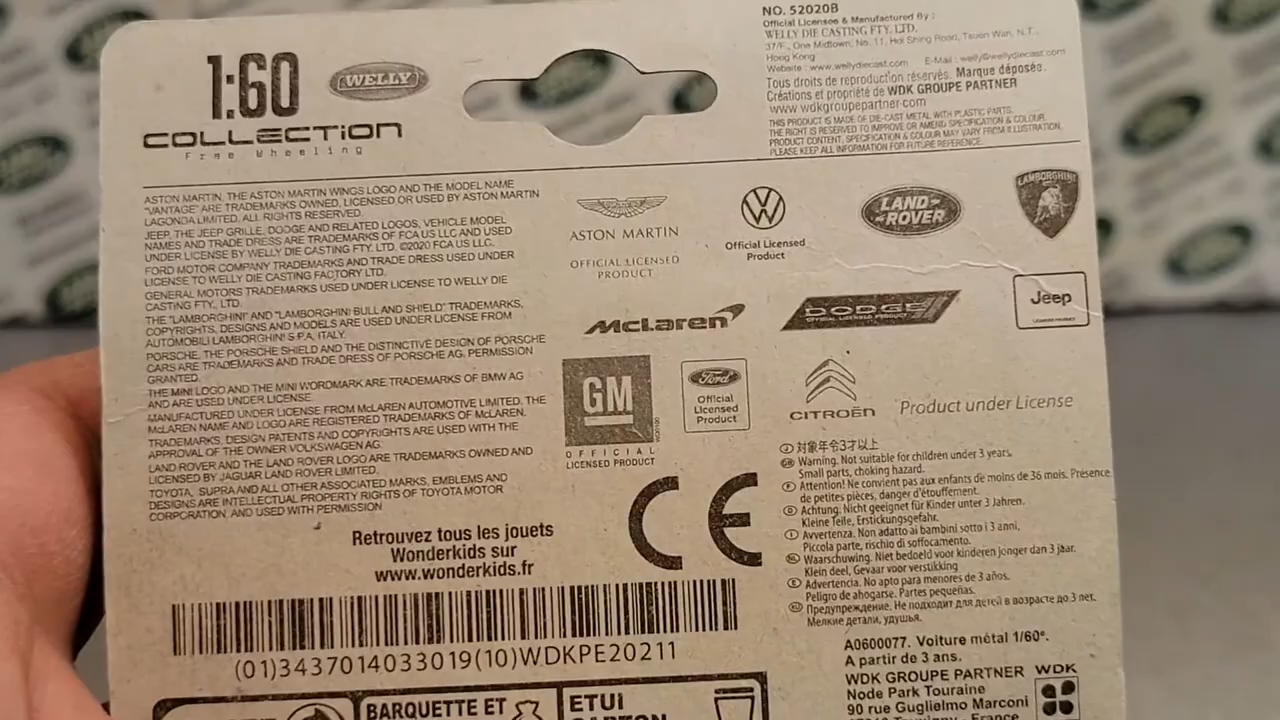 1:60
COLLECTION
Free Wheeling
WELLY
NO. 52020B
Official Licensee & Manufactured By :
WELLY DIE CASTING FTY. LTD.
37/F., One Midtown, No. 11, Hoi Shing Road, Tsuen Wan, N.T.,
Hong Kong
Website : www.wellydiecast.com E-Mail : welly@wellydiecast.com
Tous droits de reproduction réservés. Marque déposée.
Créations et propriété de WDK GROUPE PARTNER
www wdkgroupepartner·com
THIS PRODUCT IS MADE OF DIE-CAST METAL WITH PLASTIC PARTS.
THE RIGHT IS RESERVED TO IMPROVE OR AMEND SPECIFICATION & COLOUR.
PRODUCT CONTENT, SPECIFICATION & COLOUR MAY VARY FROM ILLUSTRATION.
PLEASE KEEP ALL INFORMATION FOR FUTURE REFERENCE.
ASTON MARTIN, THE ASTON MARTIN WINGS LOGO AND THE MODEL NAME
"VANTAGE" ARE TRADEMARKS OWNED, LICENSED OR USED BY ASTON MARTIN
LAGONDA LIMITED. ALL RIGHTS RESERVED.
JEEP, THE JEEP GRILLE, DODGE AND RELATED LOGOS, VEHICLE MODEL
NAMES AND TRADE DRESS ARE TRADEMARKS OF FCA US LLC AND USED
UNDER LICENSE BY WELLY DIE CASTING FTY. LTD. ©2020 FCA US LLC.
FORD MOTOR COMPANY TRADEMARKS AND TRADE DRESS USED UNDER
LICENSE TO WELLY DIE CASTING FACTORY LTD.
GENERAL MOTORS TRADEMARKS USED UNDER LICENSE TO WELLY DIE
CASTING FTY., LTD.
THE "LAMBORGHINI" AND "LAMBORGHINI BULL AND SHIELD" TRADEMARKS,
COPYRIGHTS, DESIGNS AND MODELS ARE USED UNDER LICENSE FROM
AUTOMOBILI LAMBORGHINI S.P.A, ITALY.
PORSCHE, THE PORSCHE SHIELD AND THE DISTINCTIVE DESIGN OF PORSCHE
CARS ARE TRADEMARKS AND TRADE DRESS OF PORSCHE AG. PERMISSION
GRANTED.
THE MINI LOGO AND THE MINI WORDMARK ARE TRADEMARKS OF BMW AG
AND ARE USED UNDER LICENSE.
MANUFACTURED UNDER LICENSE FROM McLAREN AUTOMOTIVE LIMITED. THE
McLAREN NAME AND LOGO ARE REGISTERED TRADEMARKS OF McLAREN.
TRADEMARKS, DESIGN PATENTS AND COPYRIGHTS ARE USED WITH THE
APPROVAL OF THE OWNER VOLKSWAGEN AG.
LAND ROVER AND THE LAND ROVER LOGO ARE TRADEMARKS OWNED AND
LICENSED BY JAGUAR LAND ROVER LIMITED.
TOYOTA, SUPRA AND ALL OTHER ASSOCIATED MARKS, EMBLEMS AND
DESIGNS ARE INTELLECTUAL PROPERTY RIGHTS OF TOYOTA MOTOR
CORPORATION, AND USED WITH PERMISSION
ASTON MARTIN
OFFICIAL LICENSED
PRODUCT
Official Licensed
Product
LAND
ROVER
LAMBORGHINI
McLaren
DODGE
OFFICIAL LICENSED PRODUCT
Jeep
LICENSED PRODUCT
GM
OFFICIAL
LICENSED PRODUCT
Ford
Official
Licensed
Product
CITROËN
Product under License
対象年令3才以上
GB Warning. Not suitable for children under 3 years.
Small parts, choking hazard.
F Attention! Ne convient pas aux enfants de moins de 36 mois. Présence
de petites pièces, danger d'étouffement.
D Achtung. Nicht geeignet für Kinder unter 3 Jahren.
Kleine Teile, Erstickungsgefahr.
I Avvertenza. Non adatto ai bambini sotto i 3 anni,
Piccola parte, rischio di soffocamento.
NL Waarschuwing. Niet bedoeld voor kinderen jonger dan 3 jaar.
Klein deel, Gevaar voor verstikking
E Advertencia. No apto para menores de 3 años.
Peligro de ahogarse. Partes pequeñas.
RU Предупреждение. Не подходит для детей в возрасте до 3 лет.
Мелкие детали, удушья.
CE
Retrouvez tous les jouets
Wonderkids sur
www.wonderkids.fr
(01)3437014033019(10)WDKPE20211
A0600077. Voiture métal 1/60°.
A partir de 3 ans.
WDK GROUPE PARTNER
Node Park Touraine
90 rue Guglielmo Marconi
WDK
BARQUETTE ET
ETUI